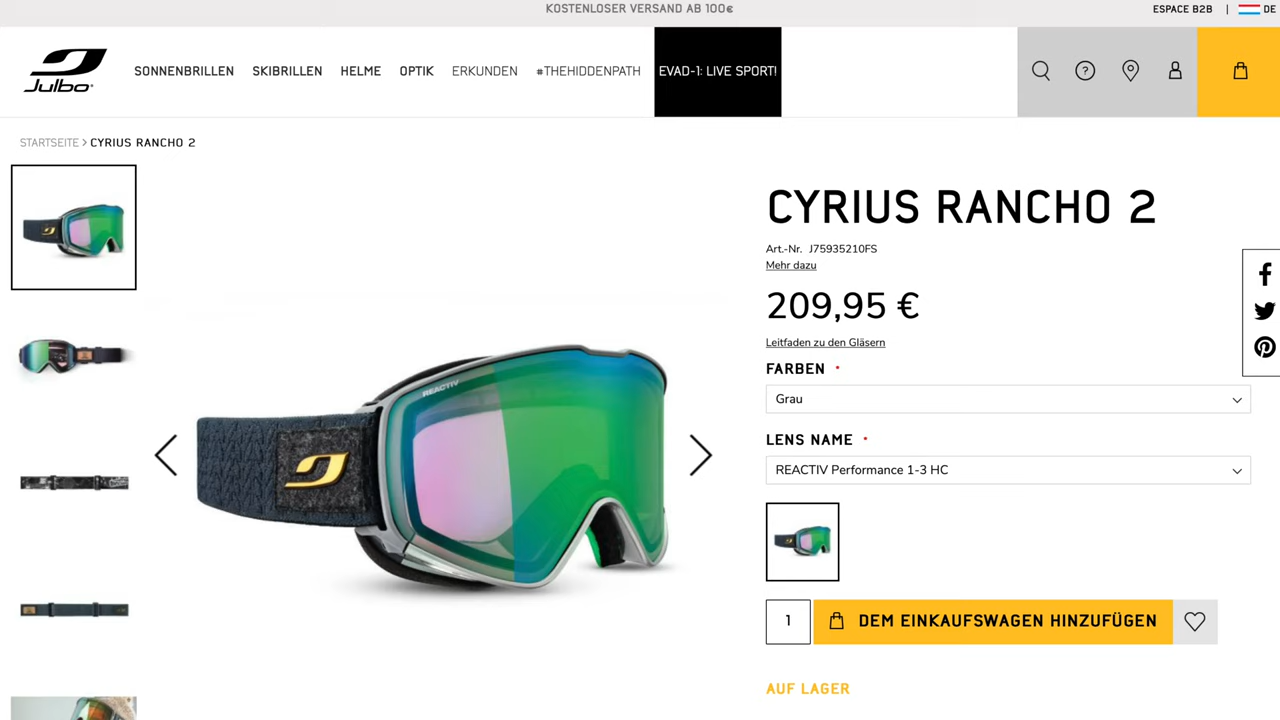 KOSTENLOSER VERSAND AB 100€
ESPACE B2B | DE
Julbo
SONNENBRILLEN SKIBRILLEN HELME OPTIK ERKUNDEN #THEHIDDENPATH EVAD-1: LIVE SPORT!
STARTSEITE > CYRIUS RANCHO 2
CYRIUS RANCHO 2
Art.-Nr. J75935210FS
Mehr dazu
209,95 €
Leitfaden zu den Gläsern
FARBEN *
Grau
LENS NAME *
REACTIV Performance 1-3 HC
REACTIV
1 DEM EINKAUFSWAGEN HINZUFÜGEN
AUF LAGER